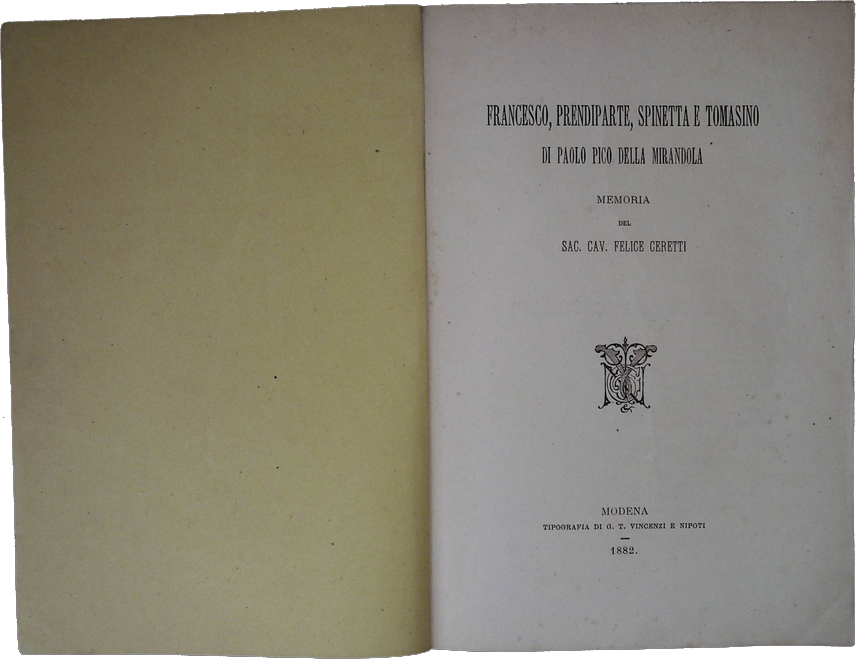 FRANCESCO, PRENDIPARTE, SPINETTA E TOMASINO
DI PAOLO PICO DELLA MIRANDOLA
MEMORIA
DEL
SAC. CAV. FELICE CERETTI
MODENA
TIPOGRAFIA DI G. T. VINCENZI E NIPOTI
1882.